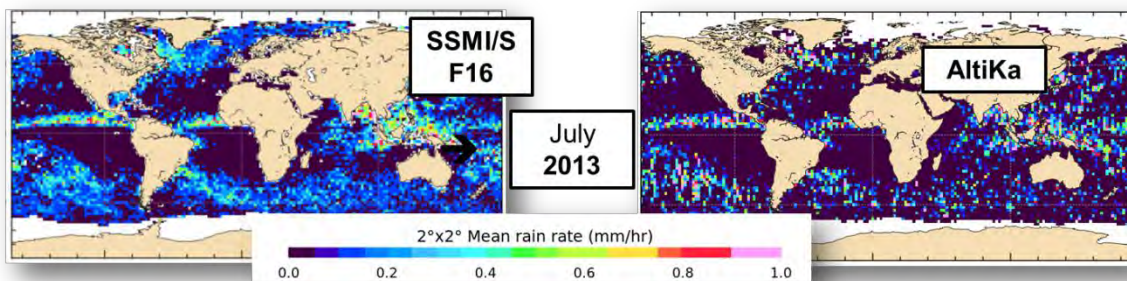 SSMI/S
F16
AltiKa
July
2013
2°x2° Mean rain rate (mm/hr)
0.0 0.2 0.4 0.6 0.8 1.0